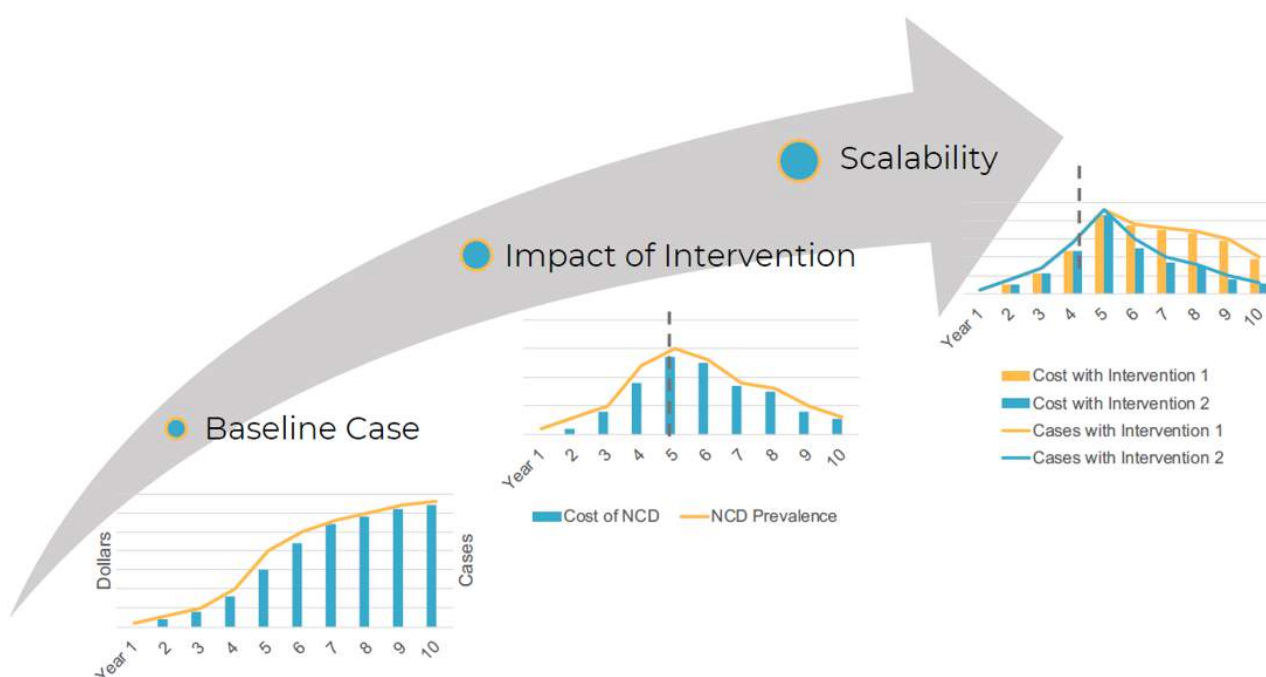 Scalability
Impact of Intervention
Baseline Case
Year 1 2 3 4 5 6 7 8 9 10
Cost with Intervention 1
Cost with Intervention 2
Cases with Intervention 1
Cases with Intervention 2
Year 1 2 3 4 5 6 7 8 9 10
Cost of NCD NCD Prevalence
Dollars
Cases
Year 1 2 3 4 5 6 7 8 9 10